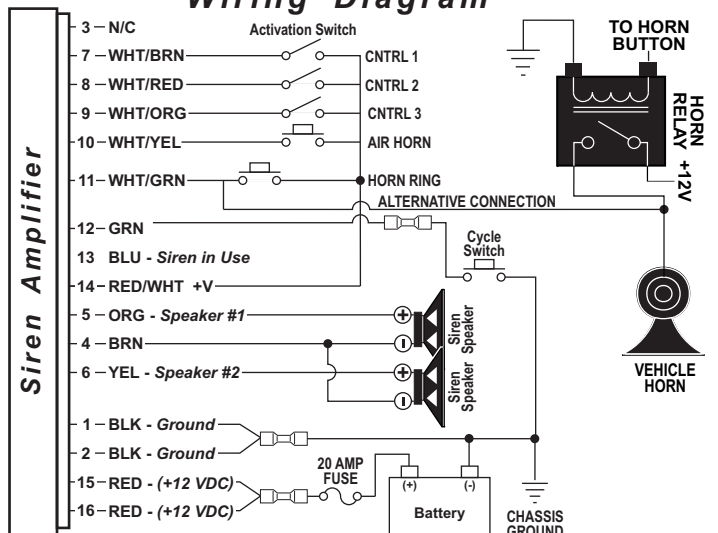 Wiring Diagram
Siren Amplifier
3 – N/C
Activation Switch
7 – WHT/BRN
CNTRL 1
8 – WHT/RED
CNTRL 2
9 – WHT/ORG
CNTRL 3
10 – WHT/YEL
AIR HORN
11 – WHT/GRN
HORN RING
ALTERNATIVE CONNECTION
12 – GRN
Cycle
Switch
13 BLU - Siren in Use
14 – RED/WHT +V
5 – ORG - Speaker #1
4 – BRN
6 – YEL - Speaker #2
+
Siren
Speaker
+
Siren
Speaker
1 – BLK - Ground
2 – BLK - Ground
15 – RED - (+12 VDC)
16 – RED - (+12 VDC)
20 AMP
FUSE
(+)
(-)
Battery
CHASSIS
GROUND
TO HORN
BUTTON
HORN
RELAY
+12V
VEHICLE
HORN